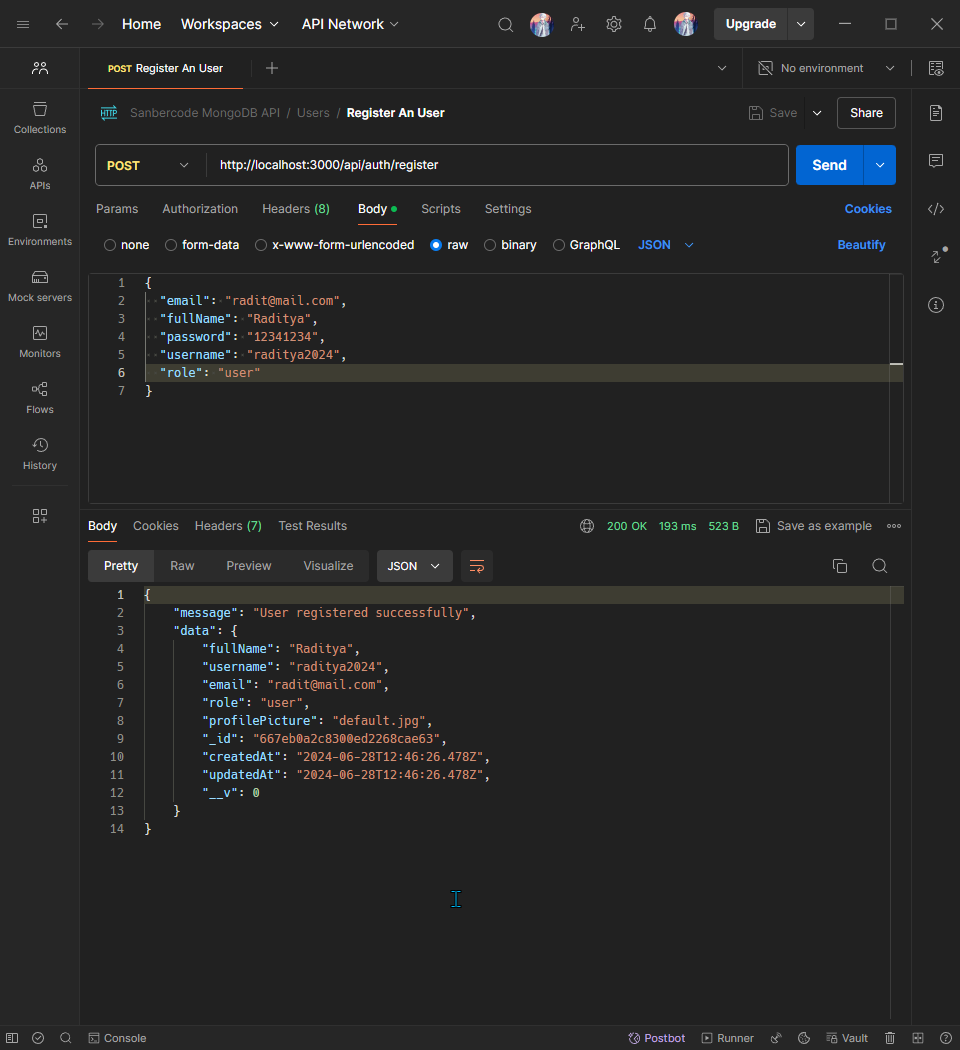 Home Workspaces API Network Upgrade
POST Register An User No environment
HTTP Sanbercode MongoDB API / Users / Register An User Save Share
Collections
APIs
Environments
Mock servers
Monitors
Flows
History
POST http://localhost:3000/api/auth/register Send
Params Authorization Headers (8) Body Scripts Settings Cookies
none form-data x-www-form-urlencoded raw binary GraphQL JSON Beautify
1 {
2 "email": "radit@mail.com",
3 "fullName": "Raditya",
4 "password": "12341234",
5 "username": "raditya2024",
6 "role": "user"
7 }
Body Cookies Headers (7) Test Results 200 OK 193 ms 523 B Save as example
Pretty Raw Preview Visualize JSON
1 {
2 "message": "User registered successfully",
3 "data": {
4 "fullName": "Raditya",
5 "username": "raditya2024",
6 "email": "radit@mail.com",
7 "role": "user",
8 "profilePicture": "default.jpg",
9 "_id": "667eb0a2c8300ed2268cae63",
10 "createdAt": "2024-06-28T12:46:26.478Z",
11 "updatedAt": "2024-06-28T12:46:26.478Z",
12 "__v": 0
13 }
14 }
Console Postbot Runner Vault